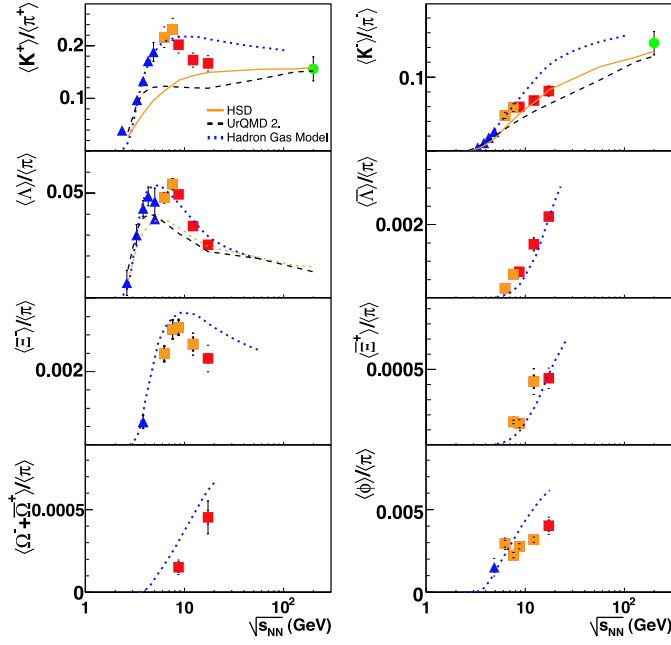 ⟨K⁺⟩/⟨π⁺⟩
0.2
0.1
HSD
UrQMD 2.
Hadron Gas Model
⟨K⁻⟩/⟨π⁻⟩
0.1
⟨Λ⟩/⟨π⟩
0.05
⟨Λ̅⟩/⟨π⟩
0.002
⟨Ξ⁻⟩/⟨π⟩
0.002
⟨Ξ̅⁺⟩/⟨π⟩
0.0005
⟨Ω⁻+Ω̅⁺⟩/⟨π⟩
0.0005
0
1 10 10²
√sNN (GeV)
⟨ϕ⟩/⟨π⟩
0.005
0
1 10 10²
√sNN (GeV)